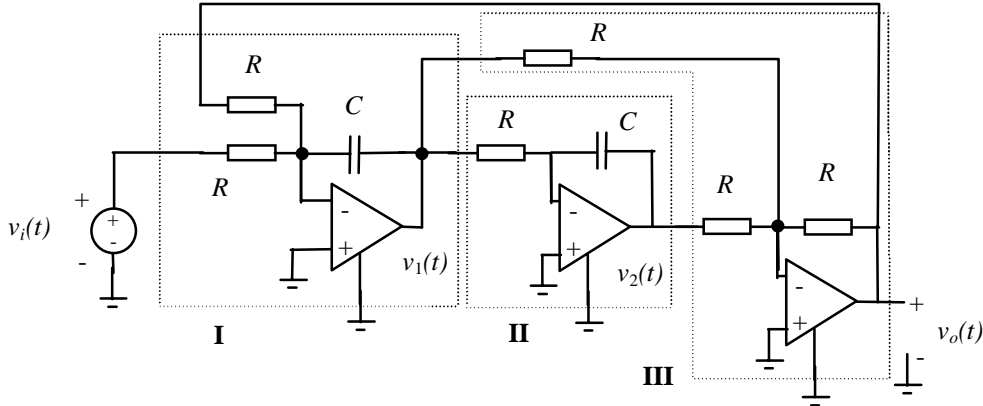 R
R
C
R
C
R
R
R
v_i(t)
+
+
-
-
-
+
-
+
-
+
v_1(t)
v_2(t)
+
-
v_o(t)
I
II
III